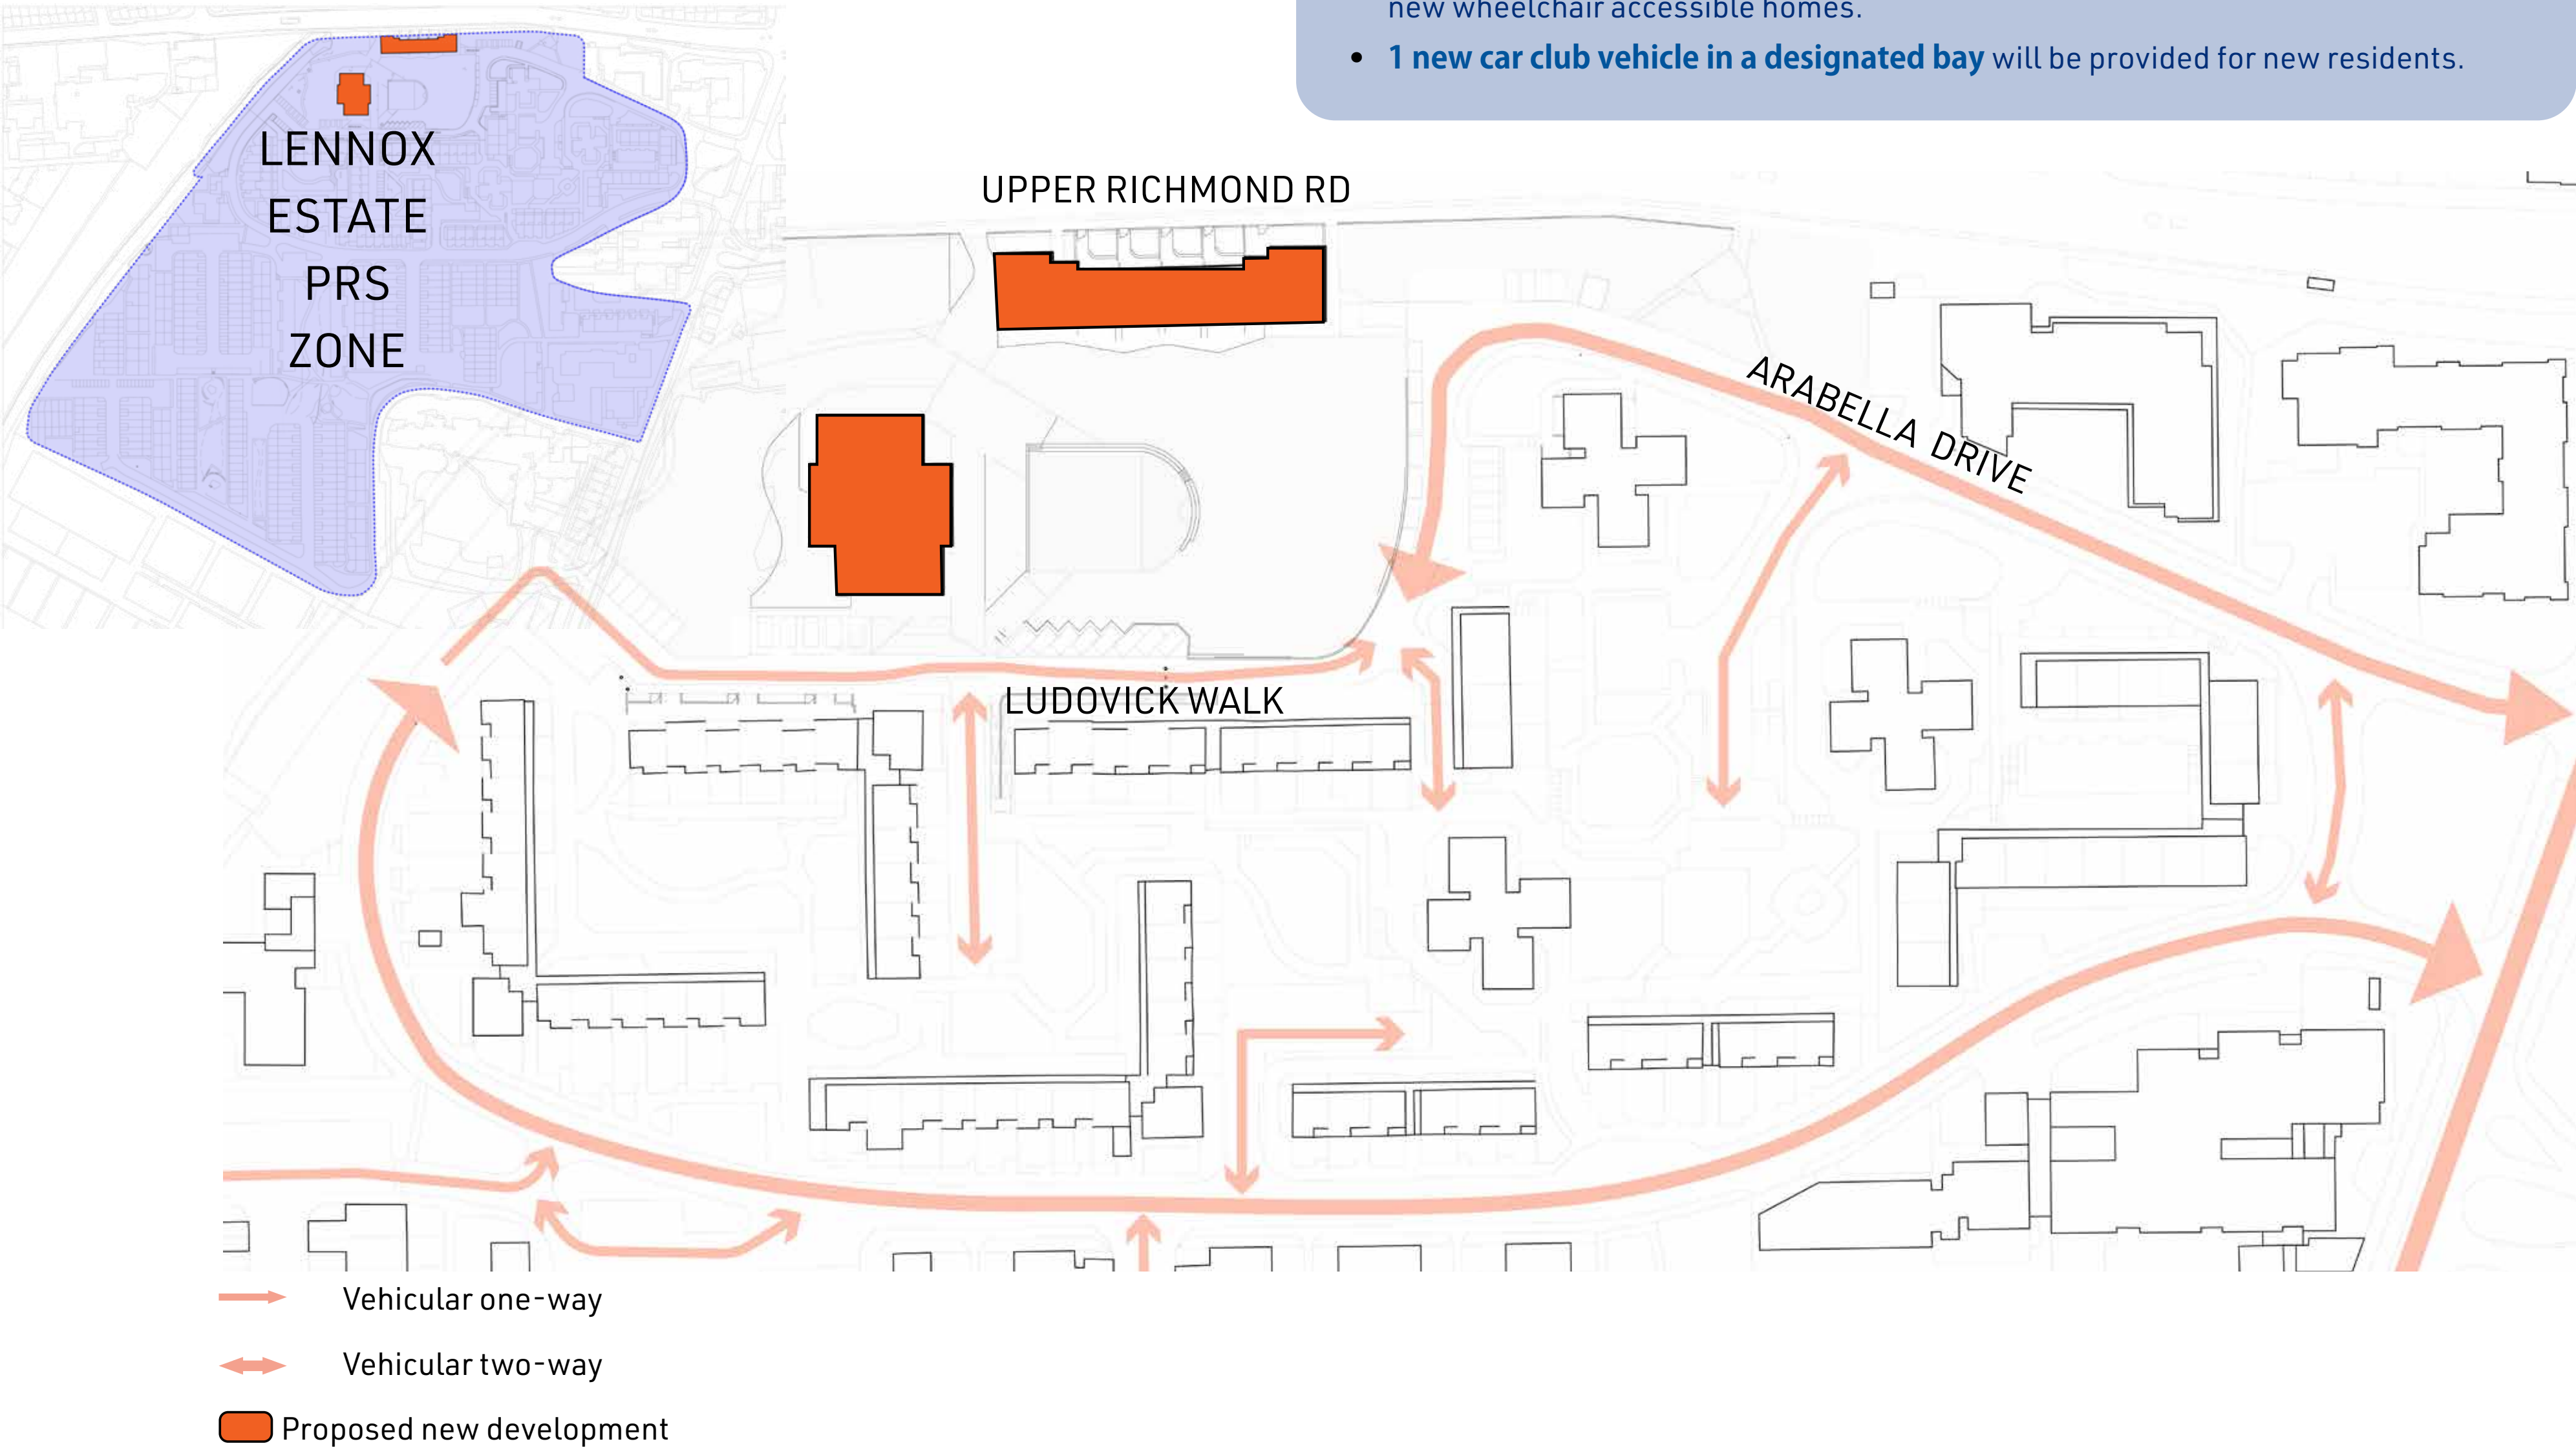 new wheelchair accessible homes.
• 1 new car club vehicle in a designated bay will be provided for new residents.
LENNOX
ESTATE
PRS
ZONE
UPPER RICHMOND RD
ARABELLA DRIVE
LUDOVICK WALK
Vehicular one-way
Vehicular two-way
Proposed new development